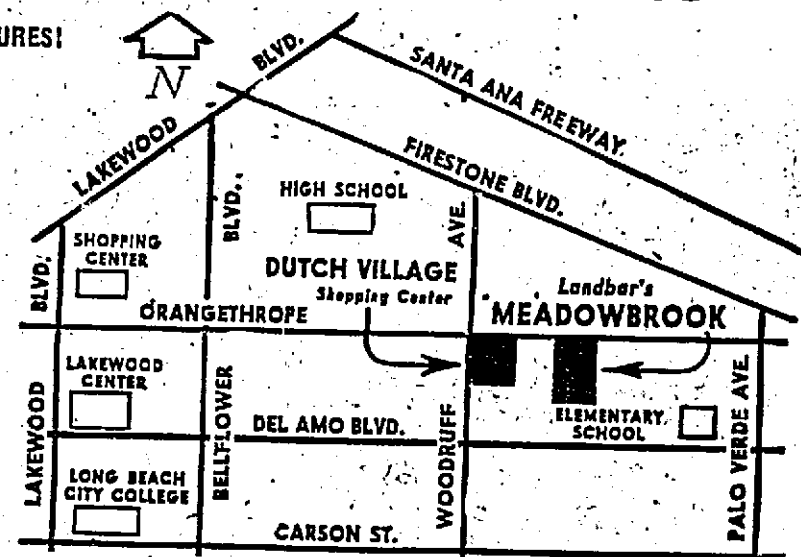 URES!
N
LAKEWOOD BLVD.
SANTA ANA FREEWAY
FIRESTONE BLVD.
HIGH SCHOOL
BLVD.
AVE.
SHOPPING
CENTER
BLVD.
DUTCH VILLAGE
Shopping Center
Landbar's
MEADOWBROOK
ORANGETHROPE
LAKEWOOD
CENTER
LAKEWOOD
BELLFLOWER
DEL AMO BLVD.
WOODRUFF
ELEMENTARY
SCHOOL
PALO VERDE AVE.
LONG BEACH
CITY COLLEGE
CARSON ST.